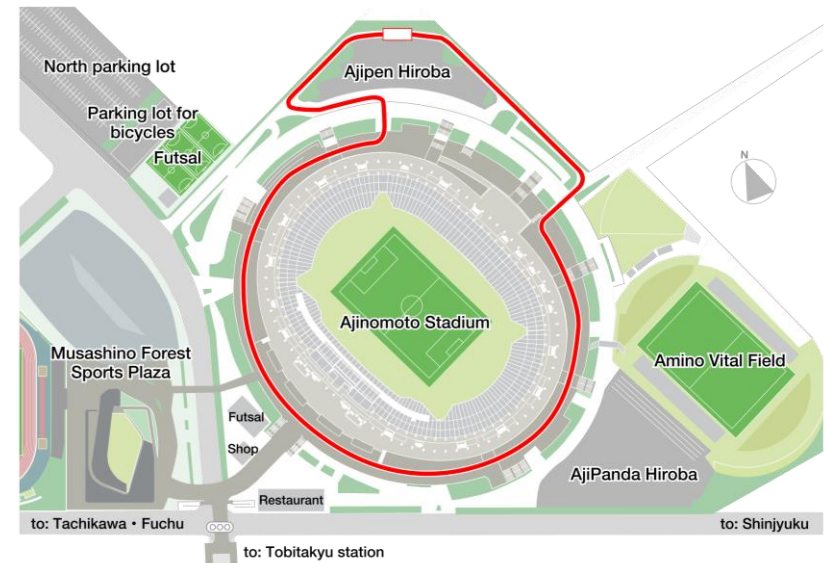 North parking lot
Ajipen Hiroba
Parking lot for
bicycles
Futsal
N
Ajinomoto Stadium
Musashino Forest
Sports Plaza
Amino Vital Field
Futsal
Shop
AjiPanda Hiroba
Restaurant
to: Tachikawa・Fuchu
to: Shinjyuku
to: Tobitakyu station